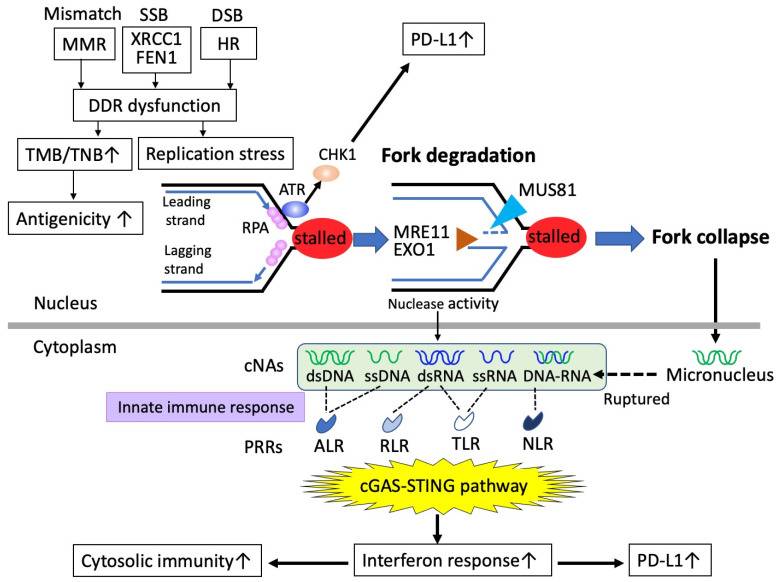 Mismatch
SSB
DSB
MMR
XRCC1
FEN1
HR
PD-L1↑
DDR dysfunction
TMB/TNB↑
Replication stress
CHK1
Fork degradation
Antigenicity ↑
Leading
strand
ATR
RPA
stalled
Lagging
strand
MUS81
MRE11
EXO1
stalled
Fork collapse
Nucleus
Nuclease activity
Cytoplasm
cNAs
dsDNA
ssDNA
dsRNA
ssRNA
DNA-RNA
Micronucleus
Ruptured
Innate immune response
PRRs
ALR
RLR
TLR
NLR
cGAS-STING pathway
Cytosolic immunity↑
Interferon response↑
PD-L1↑